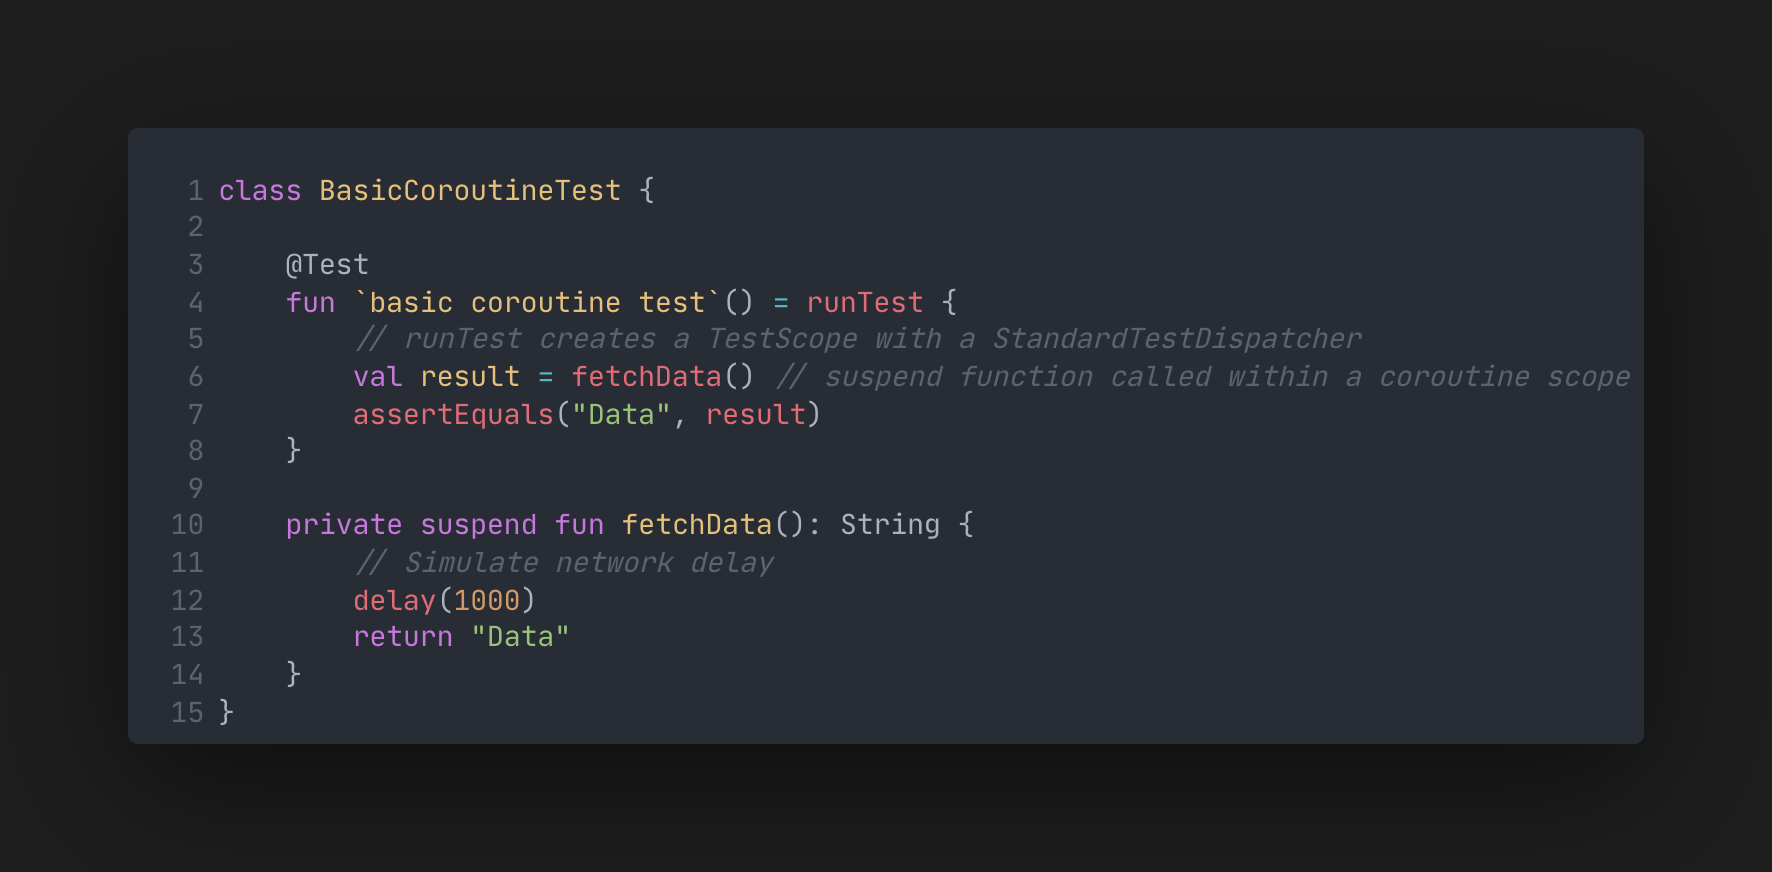 1 class BasicCoroutineTest {
2
3     @Test
4     fun `basic coroutine test`() = runTest {
5         // runTest creates a TestScope with a StandardTestDispatcher
6         val result = fetchData() // suspend function called within a coroutine scope
7         assertEquals("Data", result)
8     }
9
10     private suspend fun fetchData(): String {
11         // Simulate network delay
12         delay(1000)
13         return "Data"
14     }
15 }